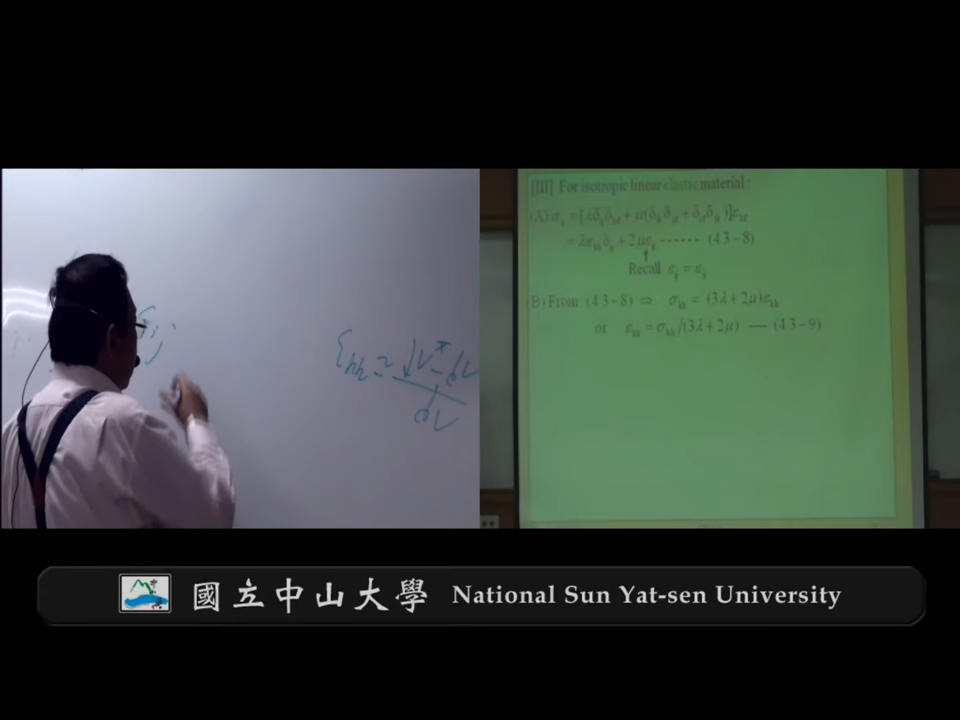 [III] For isotropic linear elastic material :
(A) σij = [λδijδkl + μ(δikδjl + δilδjk)]εkl
= λεkkδij + 2μεij ------ (4.3-8)
Recall εij = εji
(B) From (4.3-8) ⇒ σkk = (3λ+2μ)εkk
or εkk = σkk/(3λ+2μ) ---- (4.3-9)
國立中山大學 National Sun Yat-sen University